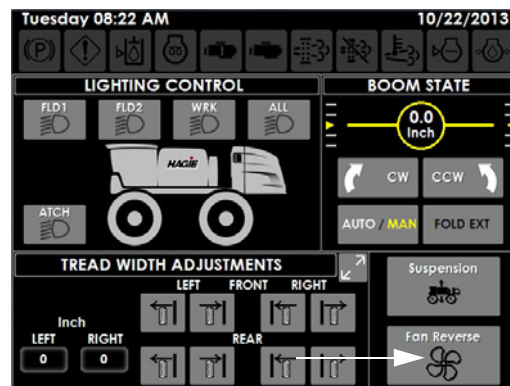 Tuesday 08:22 AM 10/22/2013
(P)
LIGHTING CONTROL
FLD1 FLD2 WRK ALL
HAGIE
ATCH
BOOM STATE
0.0
Inch
CW CCW
AUTO / MAN FOLD EXT
TREAD WIDTH ADJUSTMENTS
LEFT FRONT RIGHT
Inch
LEFT RIGHT
0 0
REAR
Suspension
Fan Reverse